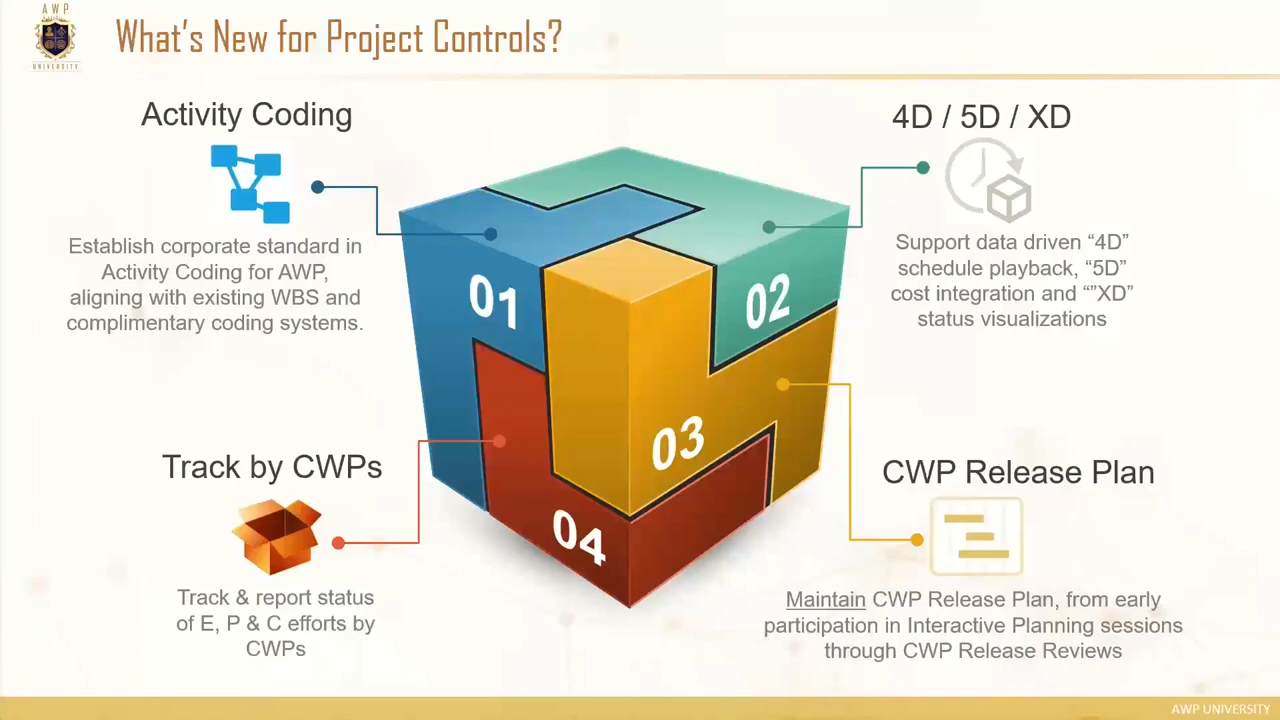 A W P
UNIVERSITY
What's New for Project Controls?
Activity Coding
Establish corporate standard in
Activity Coding for AWP,
aligning with existing WBS and
complimentary coding systems.
4D / 5D / XD
Support data driven “4D”
schedule playback, “5D”
cost integration and “”XD”
status visualizations
01
02
03
04
Track by CWPs
Track & report status
of E, P & C efforts by
CWPs
CWP Release Plan
Maintain CWP Release Plan, from early
participation in Interactive Planning sessions
through CWP Release Reviews
AWP UNIVERSITY